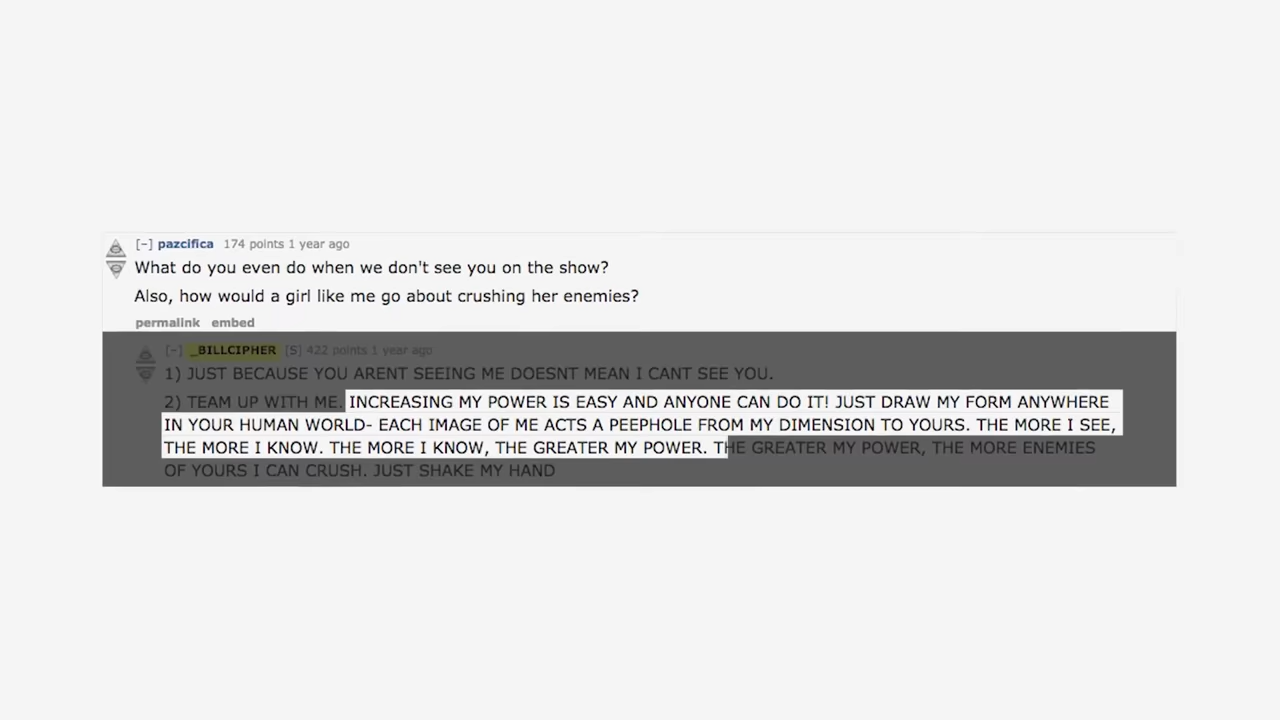 [–] pazcifica 174 points 1 year ago
What do you even do when we don't see you on the show?
Also, how would a girl like me go about crushing her enemies?
permalink embed
[–] _BILLCIPHER [S] 422 points 1 year ago
1) JUST BECAUSE YOU ARENT SEEING ME DOESNT MEAN I CANT SEE YOU.
2) TEAM UP WITH ME. INCREASING MY POWER IS EASY AND ANYONE CAN DO IT! JUST DRAW MY FORM ANYWHERE
IN YOUR HUMAN WORLD- EACH IMAGE OF ME ACTS A PEEPHOLE FROM MY DIMENSION TO YOURS. THE MORE I SEE,
THE MORE I KNOW. THE MORE I KNOW, THE GREATER MY POWER. THE GREATER MY POWER, THE MORE ENEMIES
OF YOURS I CAN CRUSH. JUST SHAKE MY HAND